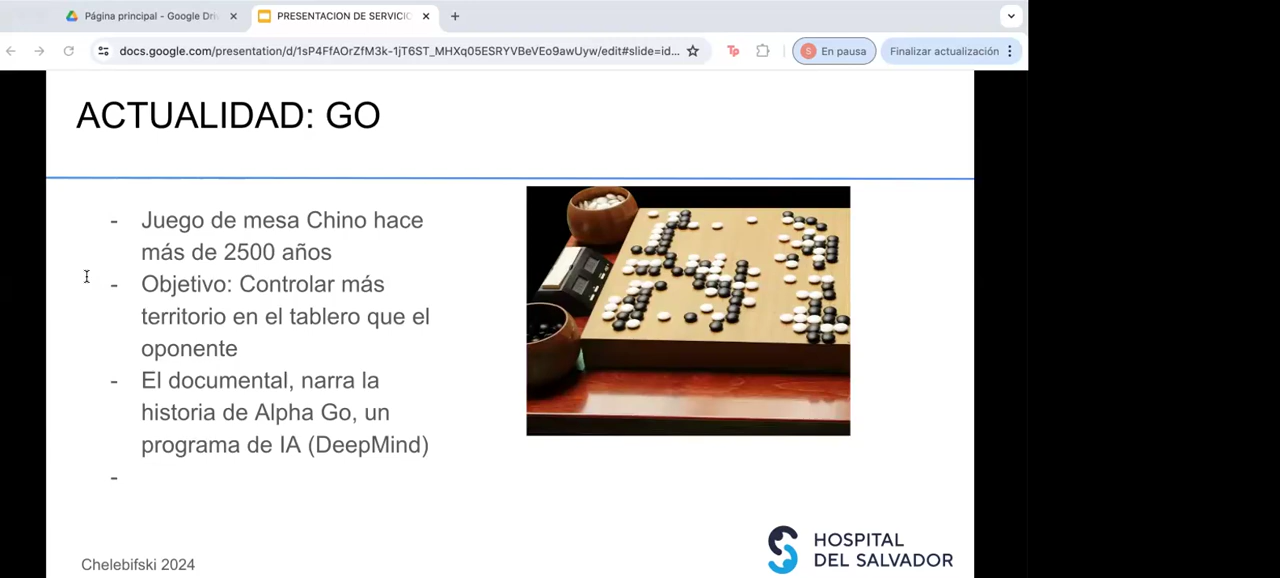 Página principal - Google Dri
PRESENTACION DE SERVICIO
docs.google.com/presentation/d/1sP4FfAOrZfM3k-1jT6ST_MHXq05ESRYVBeVEo9awUyw/edit#slide=id...
Tp
S En pausa
Finalizar actualización
ACTUALIDAD: GO
- Juego de mesa Chino hace
más de 2500 años
- Objetivo: Controlar más
territorio en el tablero que el
oponente
- El documental, narra la
historia de Alpha Go, un
programa de IA (DeepMind)
-
Chelebifski 2024
HOSPITAL
DEL SALVADOR